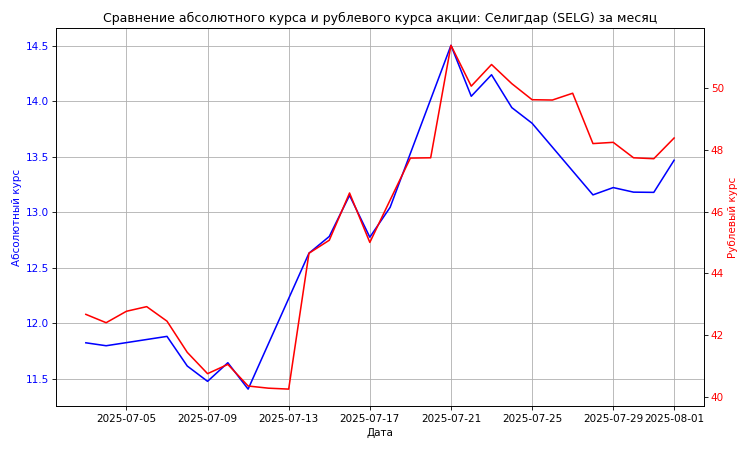 Сравнение абсолютного курса и рублевого курса акции: Селигдар (SELG) за месяц
14.5
14.0
13.5
13.0
12.5
12.0
11.5
Абсолютный курс
50
48
46
44
42
40
Рублевый курс
2025-07-05 2025-07-09 2025-07-13 2025-07-17 2025-07-21 2025-07-25 2025-07-29 2025-08-01
Дата